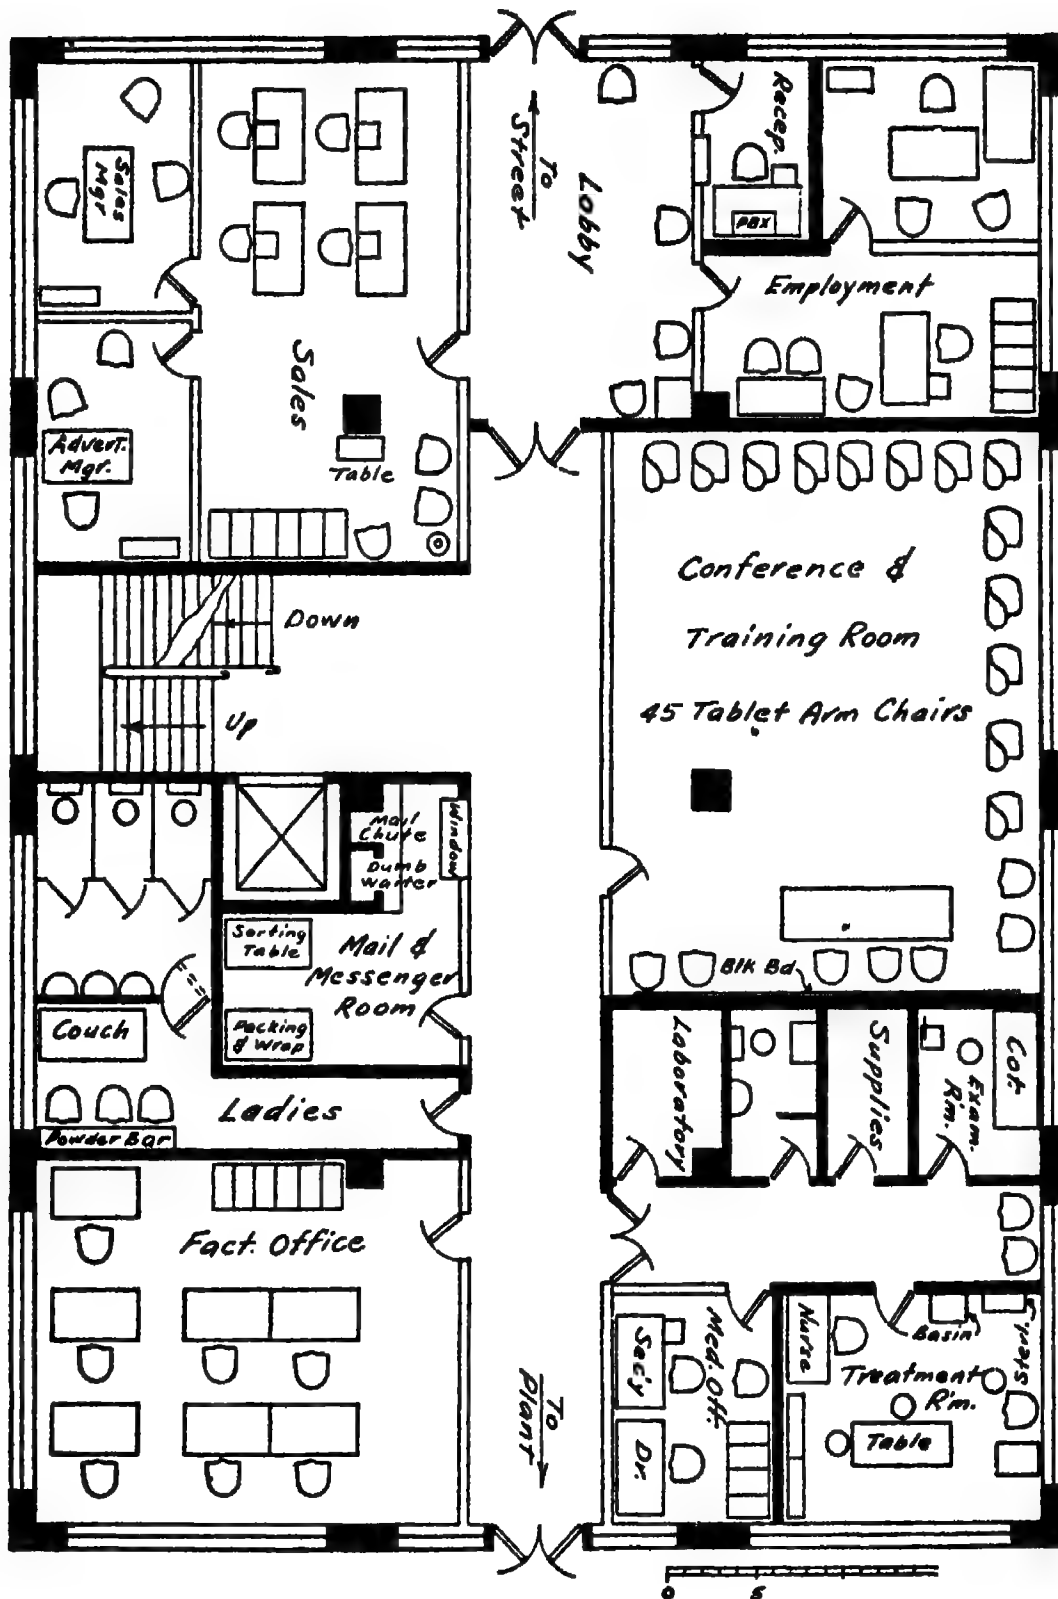 Sales
Mgr
To
Street
Lobby
Recep.
PBX
Employment
Sales
Advert.
Mgr.
Table
Conference &
Training Room
45 Tablet Arm Chairs
Down
Up
Mail
Chute
Window
Dumb
Waiter
Sorting
Table
Mail &
Messenger
Room
Packing
& Wrap
Couch
Ladies
Powder Bar
Blk Bd.
Laboratory
Supplies
Exam.
Rm.
Cot.
Fact. Office
To
Plant
Sec'y
Med. Off.
Dr.
Nurse
Basin
Ster.
Treatment
R'm.
Table
0 5